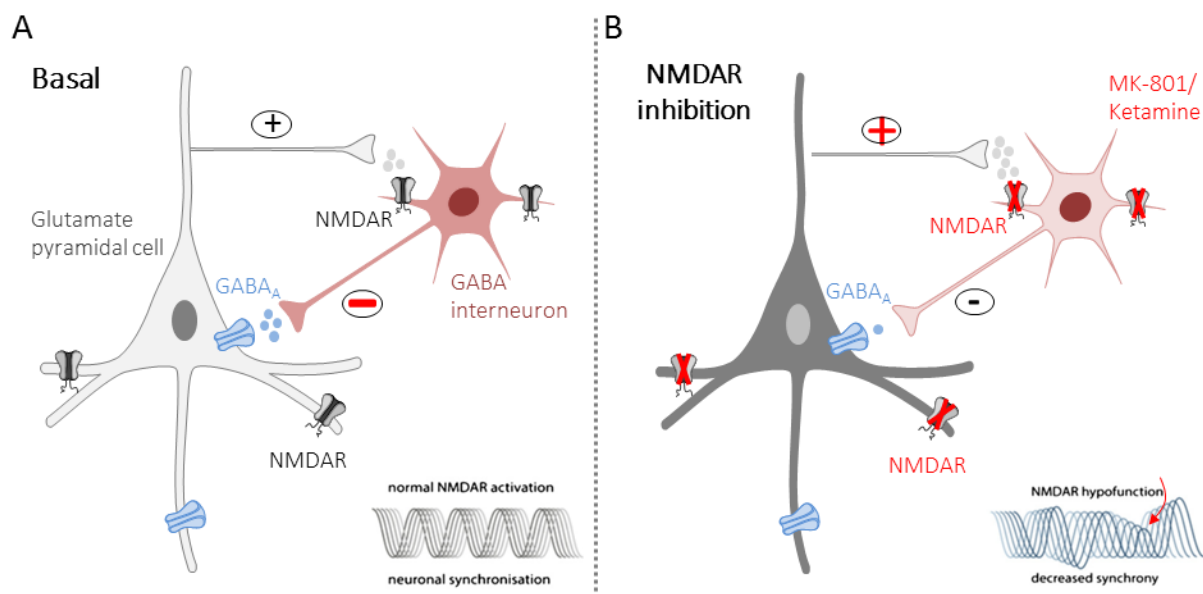 A
Basal
+
Glutamate
pyramidal cell
NMDAR
GABAA
GABA
interneuron
NMDAR
normal NMDAR activation
neuronal synchronisation
B
NMDAR
inhibition
MK-801/
Ketamine
+
NMDAR
GABAA
-
NMDAR
NMDAR hypofunction
decreased synchrony